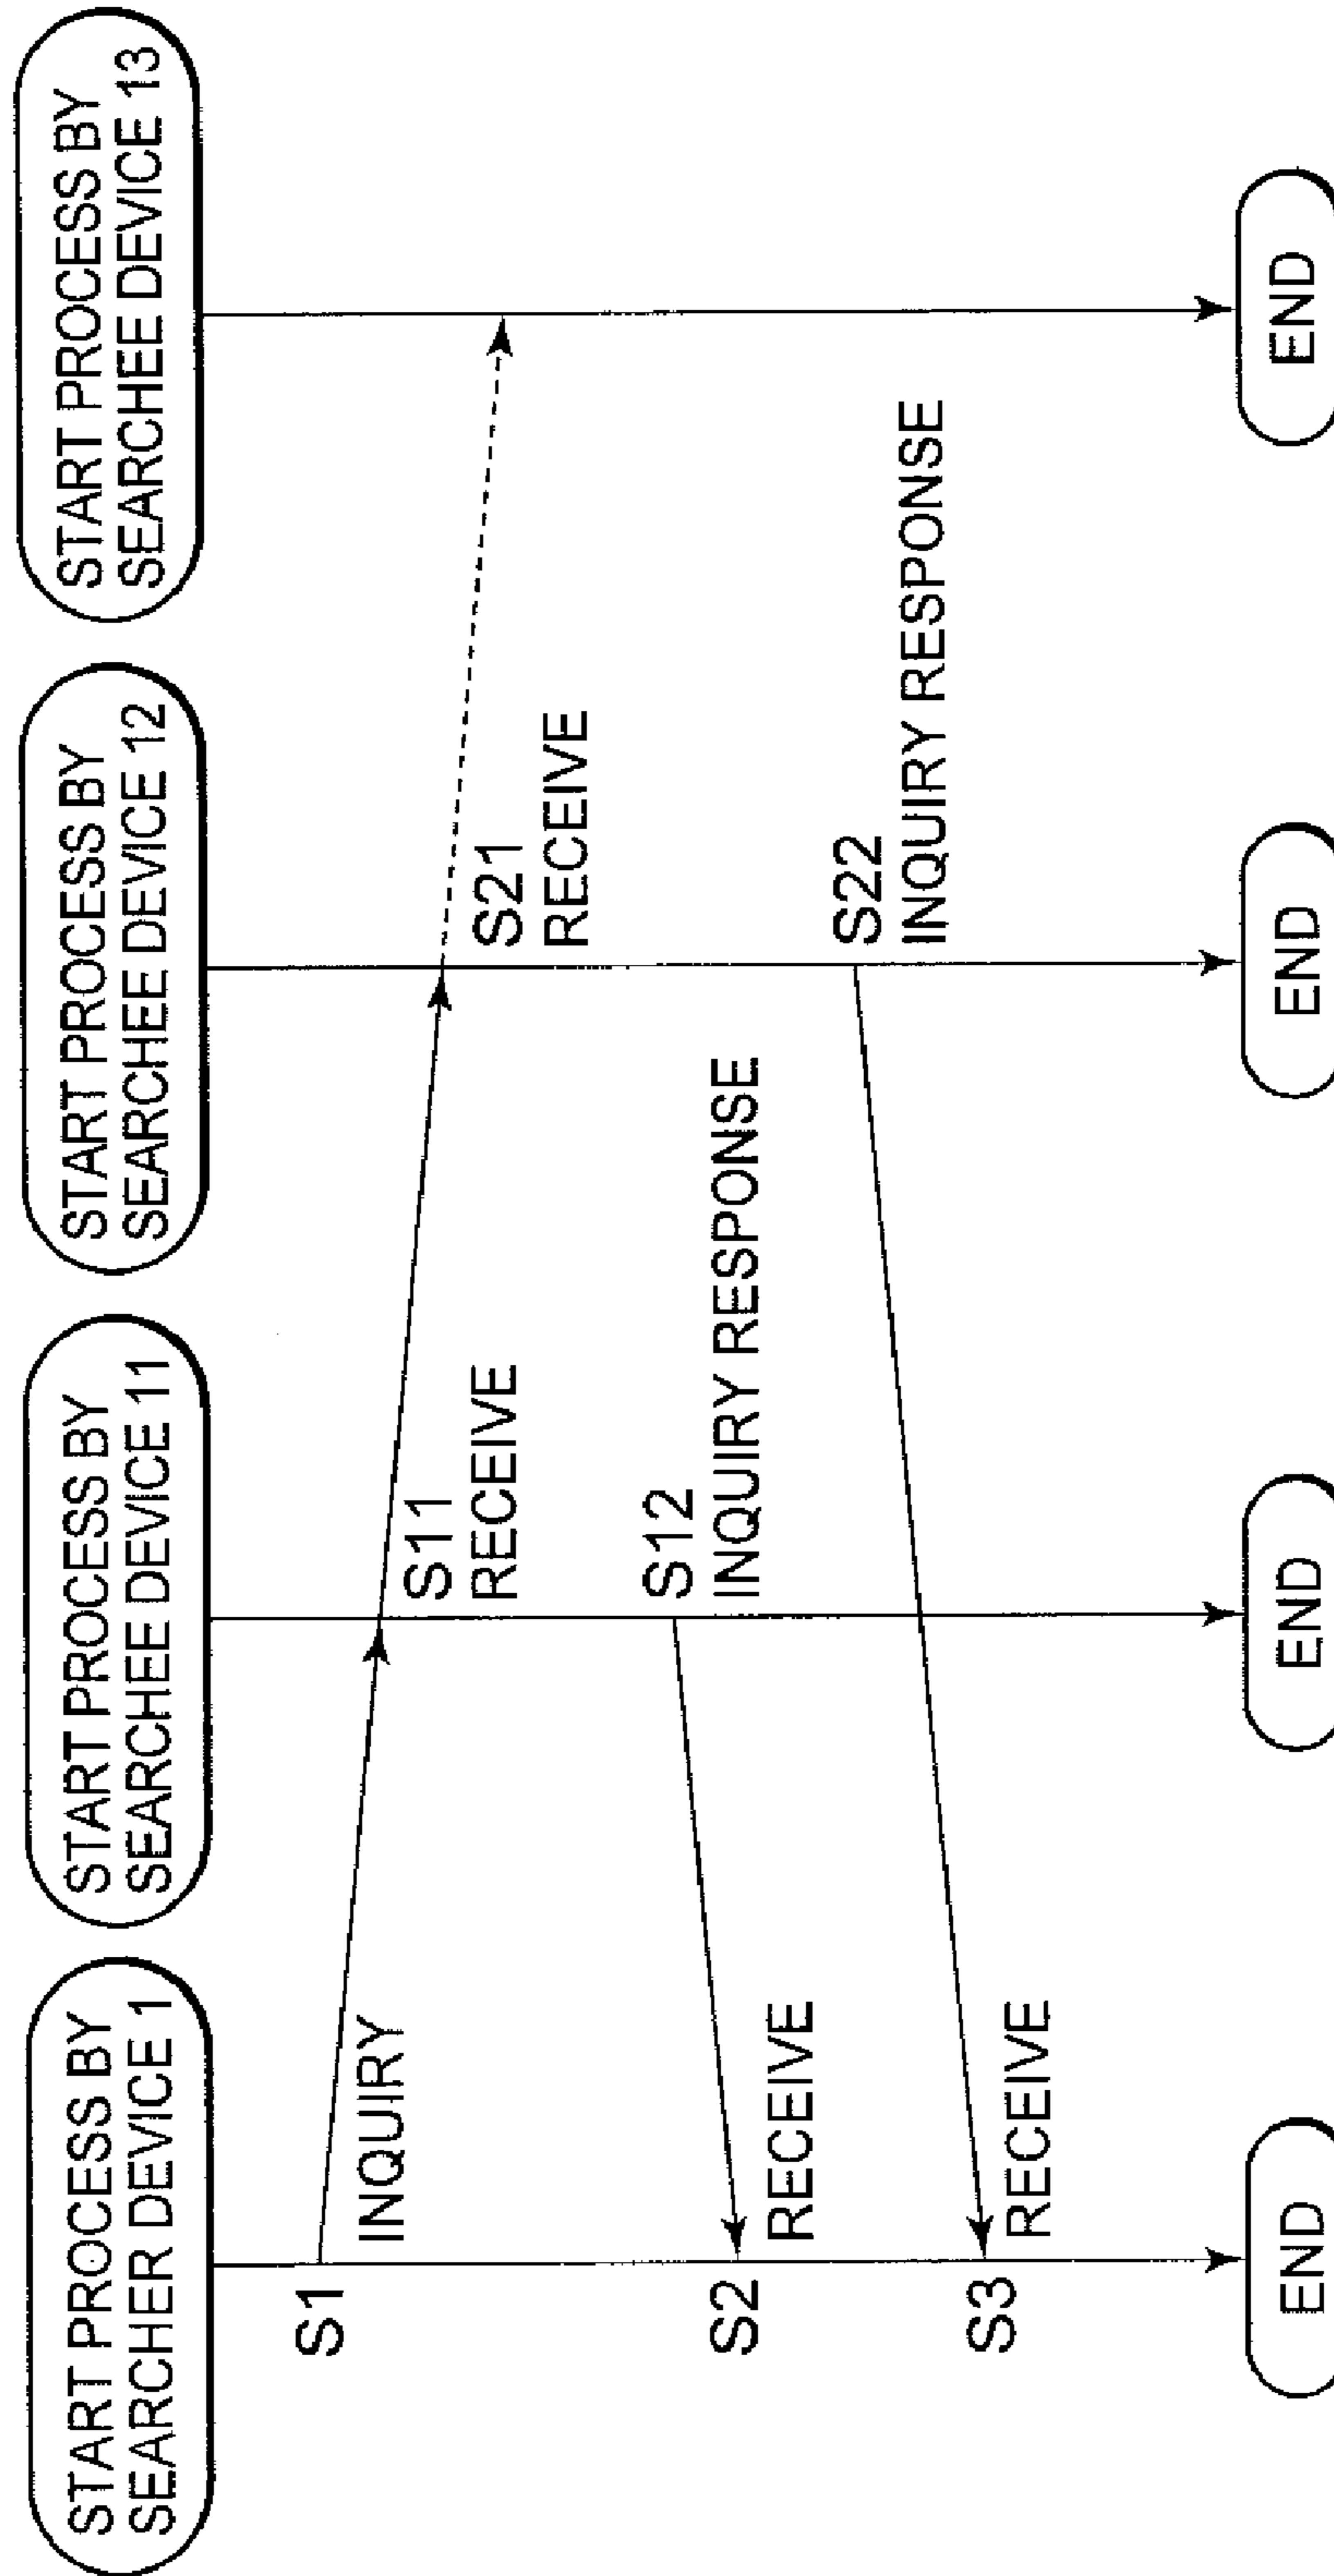 START PROCESS BY
SEARCHER DEVICE 1
START PROCESS BY
SEARCHEE DEVICE 11
START PROCESS BY
SEARCHEE DEVICE 12
START PROCESS BY
SEARCHEE DEVICE 13
S1
INQUIRY
S11
RECEIVE
S21
RECEIVE
S12
INQUIRY RESPONSE
S2
RECEIVE
S22
INQUIRY RESPONSE
S3
RECEIVE
END
END
END
END